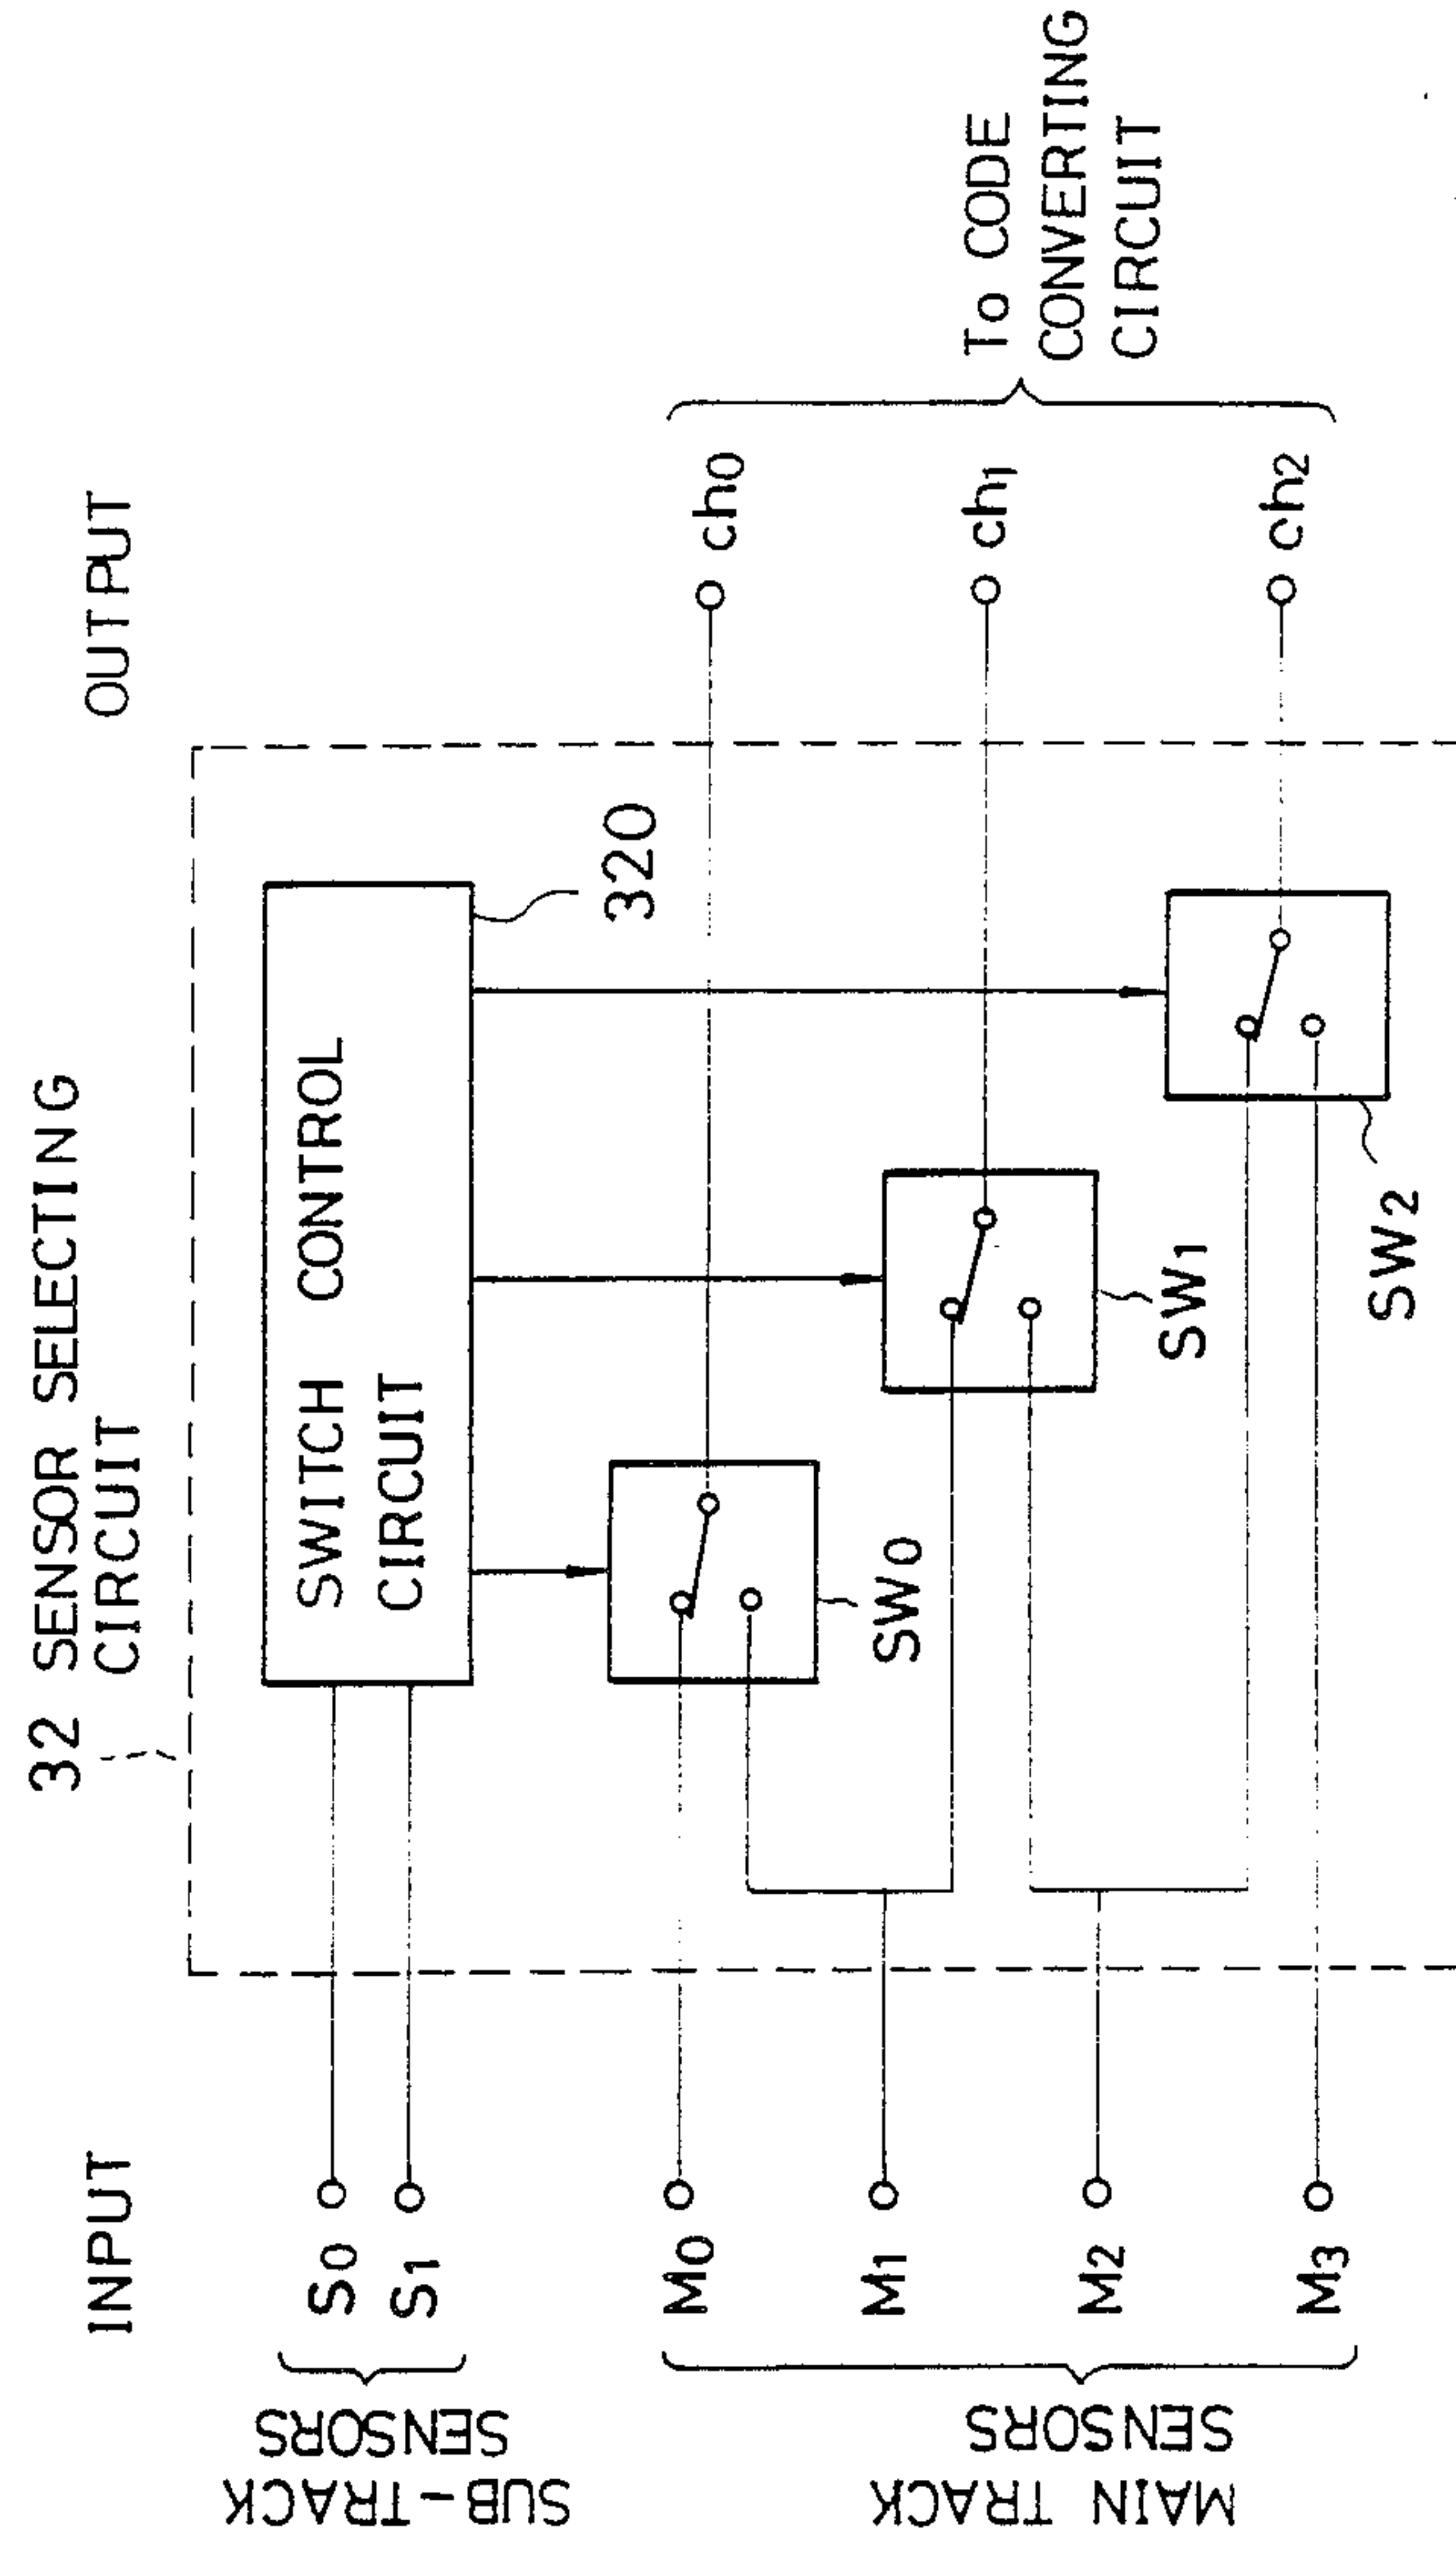 32 SENSOR SELECTING
CIRCUIT
INPUT
OUTPUT
SUB-TRACK
SENSORS
S0
S1
SWITCH CONTROL
CIRCUIT
320
MAIN TRACK
SENSORS
M0
M1
M2
M3
SW0
SW1
SW2
ch0
ch1
ch2
To CODE
CONVERTING
CIRCUIT